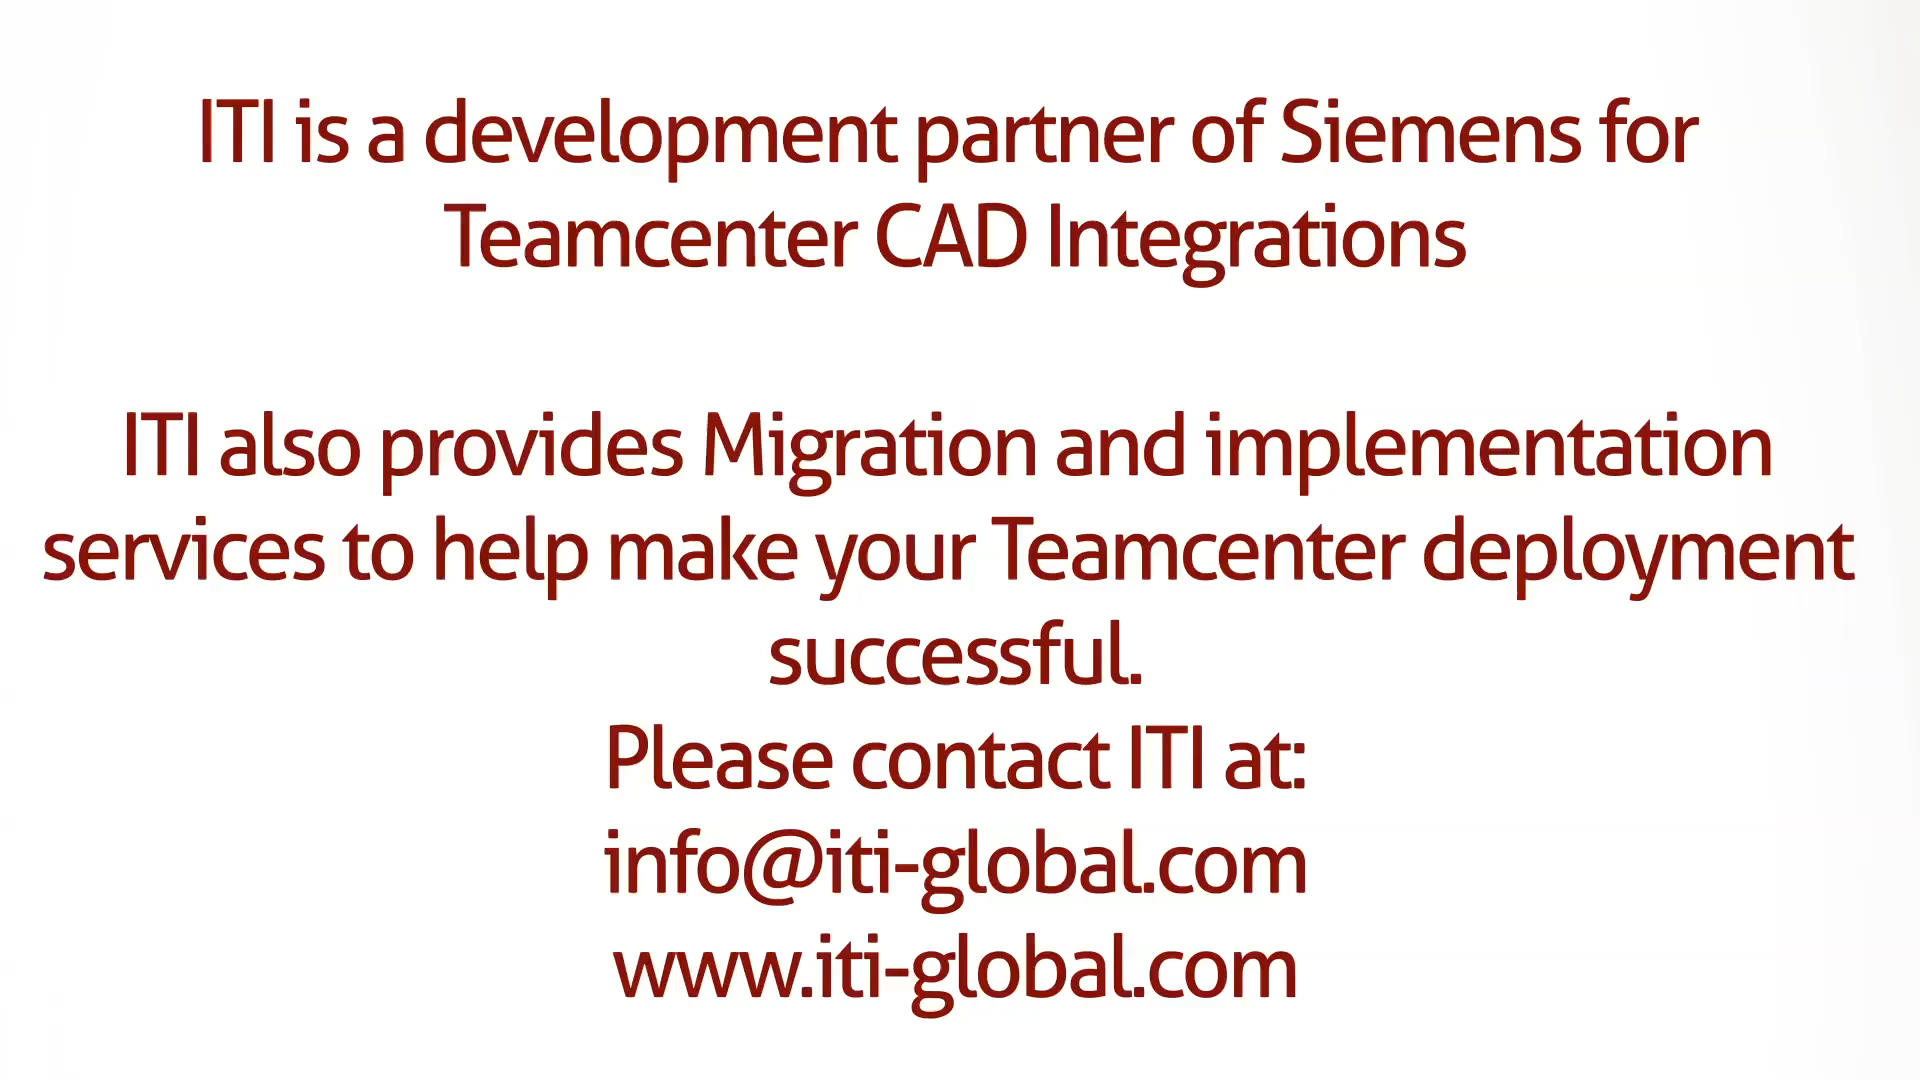 ITI is a development partner of Siemens for
Teamcenter CAD Integrations
ITI also provides Migration and implementation
services to help make your Teamcenter deployment
successful.
Please contact ITI at:
info@iti-global.com
www.iti-global.com